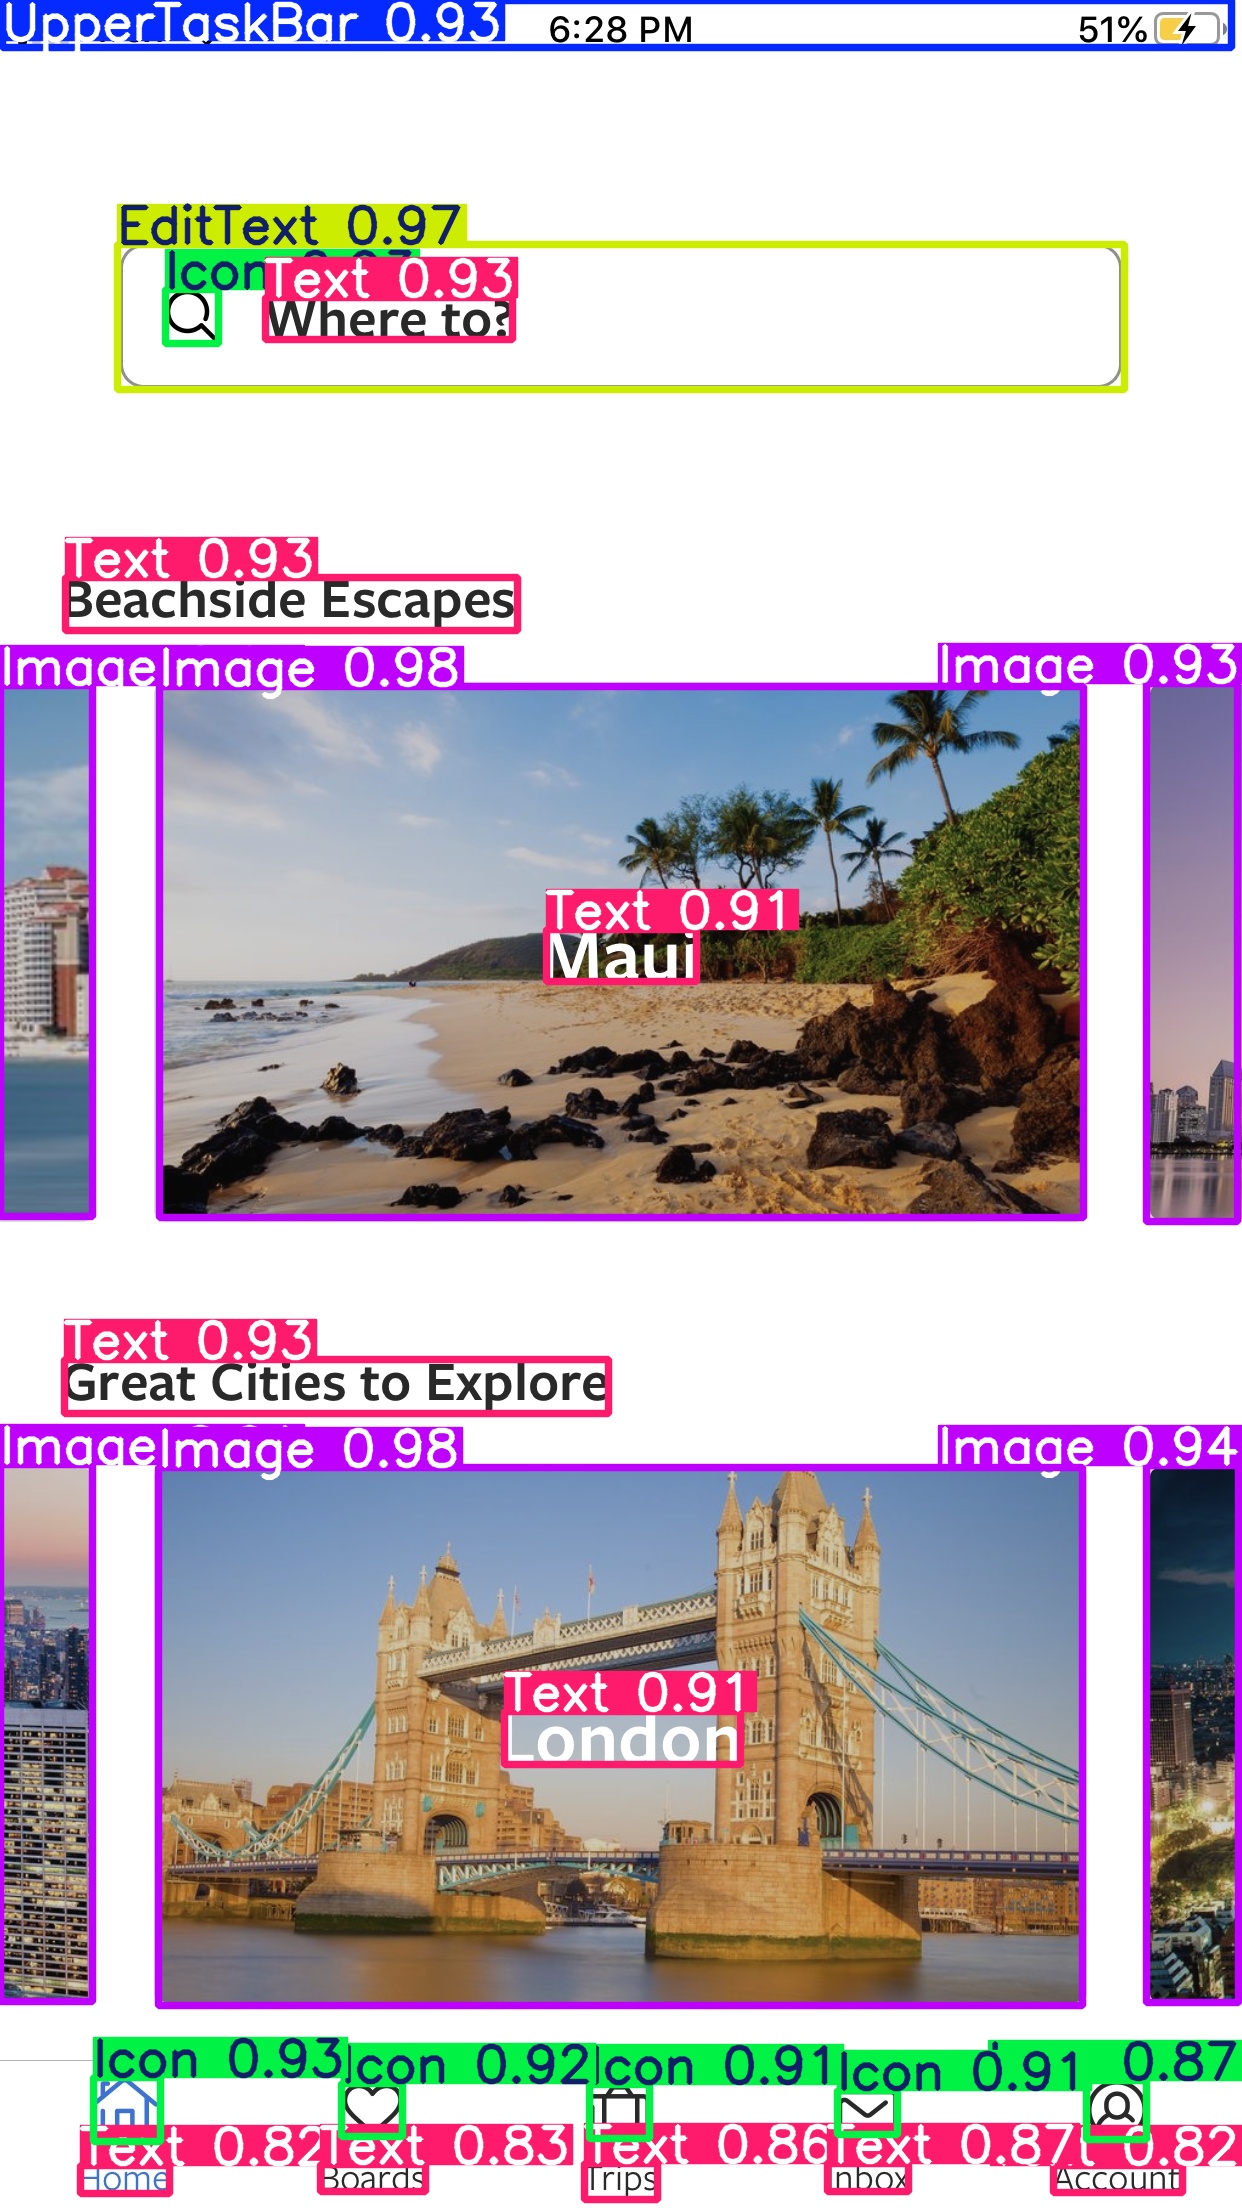 UpperTaskBar 0.93
6:28 PM
51%
EditText 0.97
Icon
Text 0.93
Where to?
Text 0.93
Beachside Escapes
Image
Image 0.98
Image 0.93
Text 0.91
Maui
Text 0.93
Great Cities to Explore
Image
Image 0.98
Image 0.94
Text 0.91
London
Icon 0.93
Icon 0.92
Icon 0.91
Icon 0.91
0.87
Text 0.82
Text 0.83
Text 0.86
Text 0.87
0.82
Home
Boards
Trips
Inbox
Account